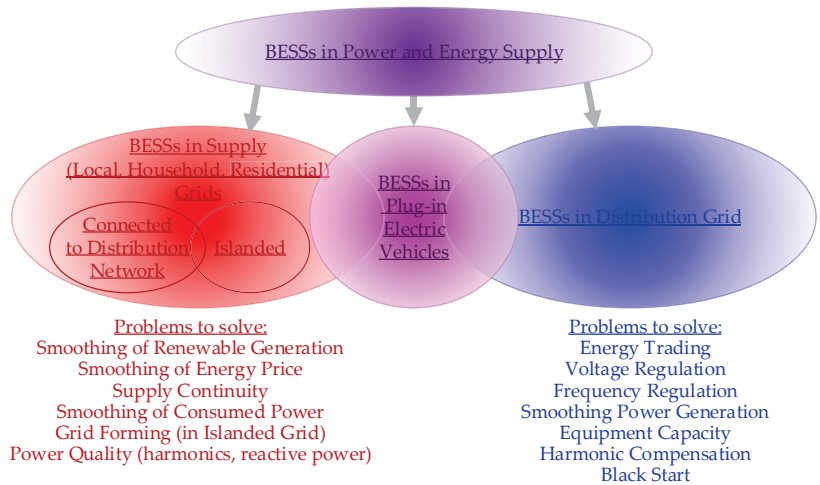 BESSs in Power and Energy Supply
BESSs in Supply
(Local, Household, Residential)
Grids
Connected
to Distribution
Network
Islanded
BESSs in
Plug-in
Electric
Vehicles
BESSs in Distribution Grid
Problems to solve:
Smoothing of Renewable Generation
Smoothing of Energy Price
Supply Continuity
Smoothing of Consumed Power
Grid Forming (in Islanded Grid)
Power Quality (harmonics, reactive power)
Problems to solve:
Energy Trading
Voltage Regulation
Frequency Regulation
Smoothing Power Generation
Equipment Capacity
Harmonic Compensation
Black Start